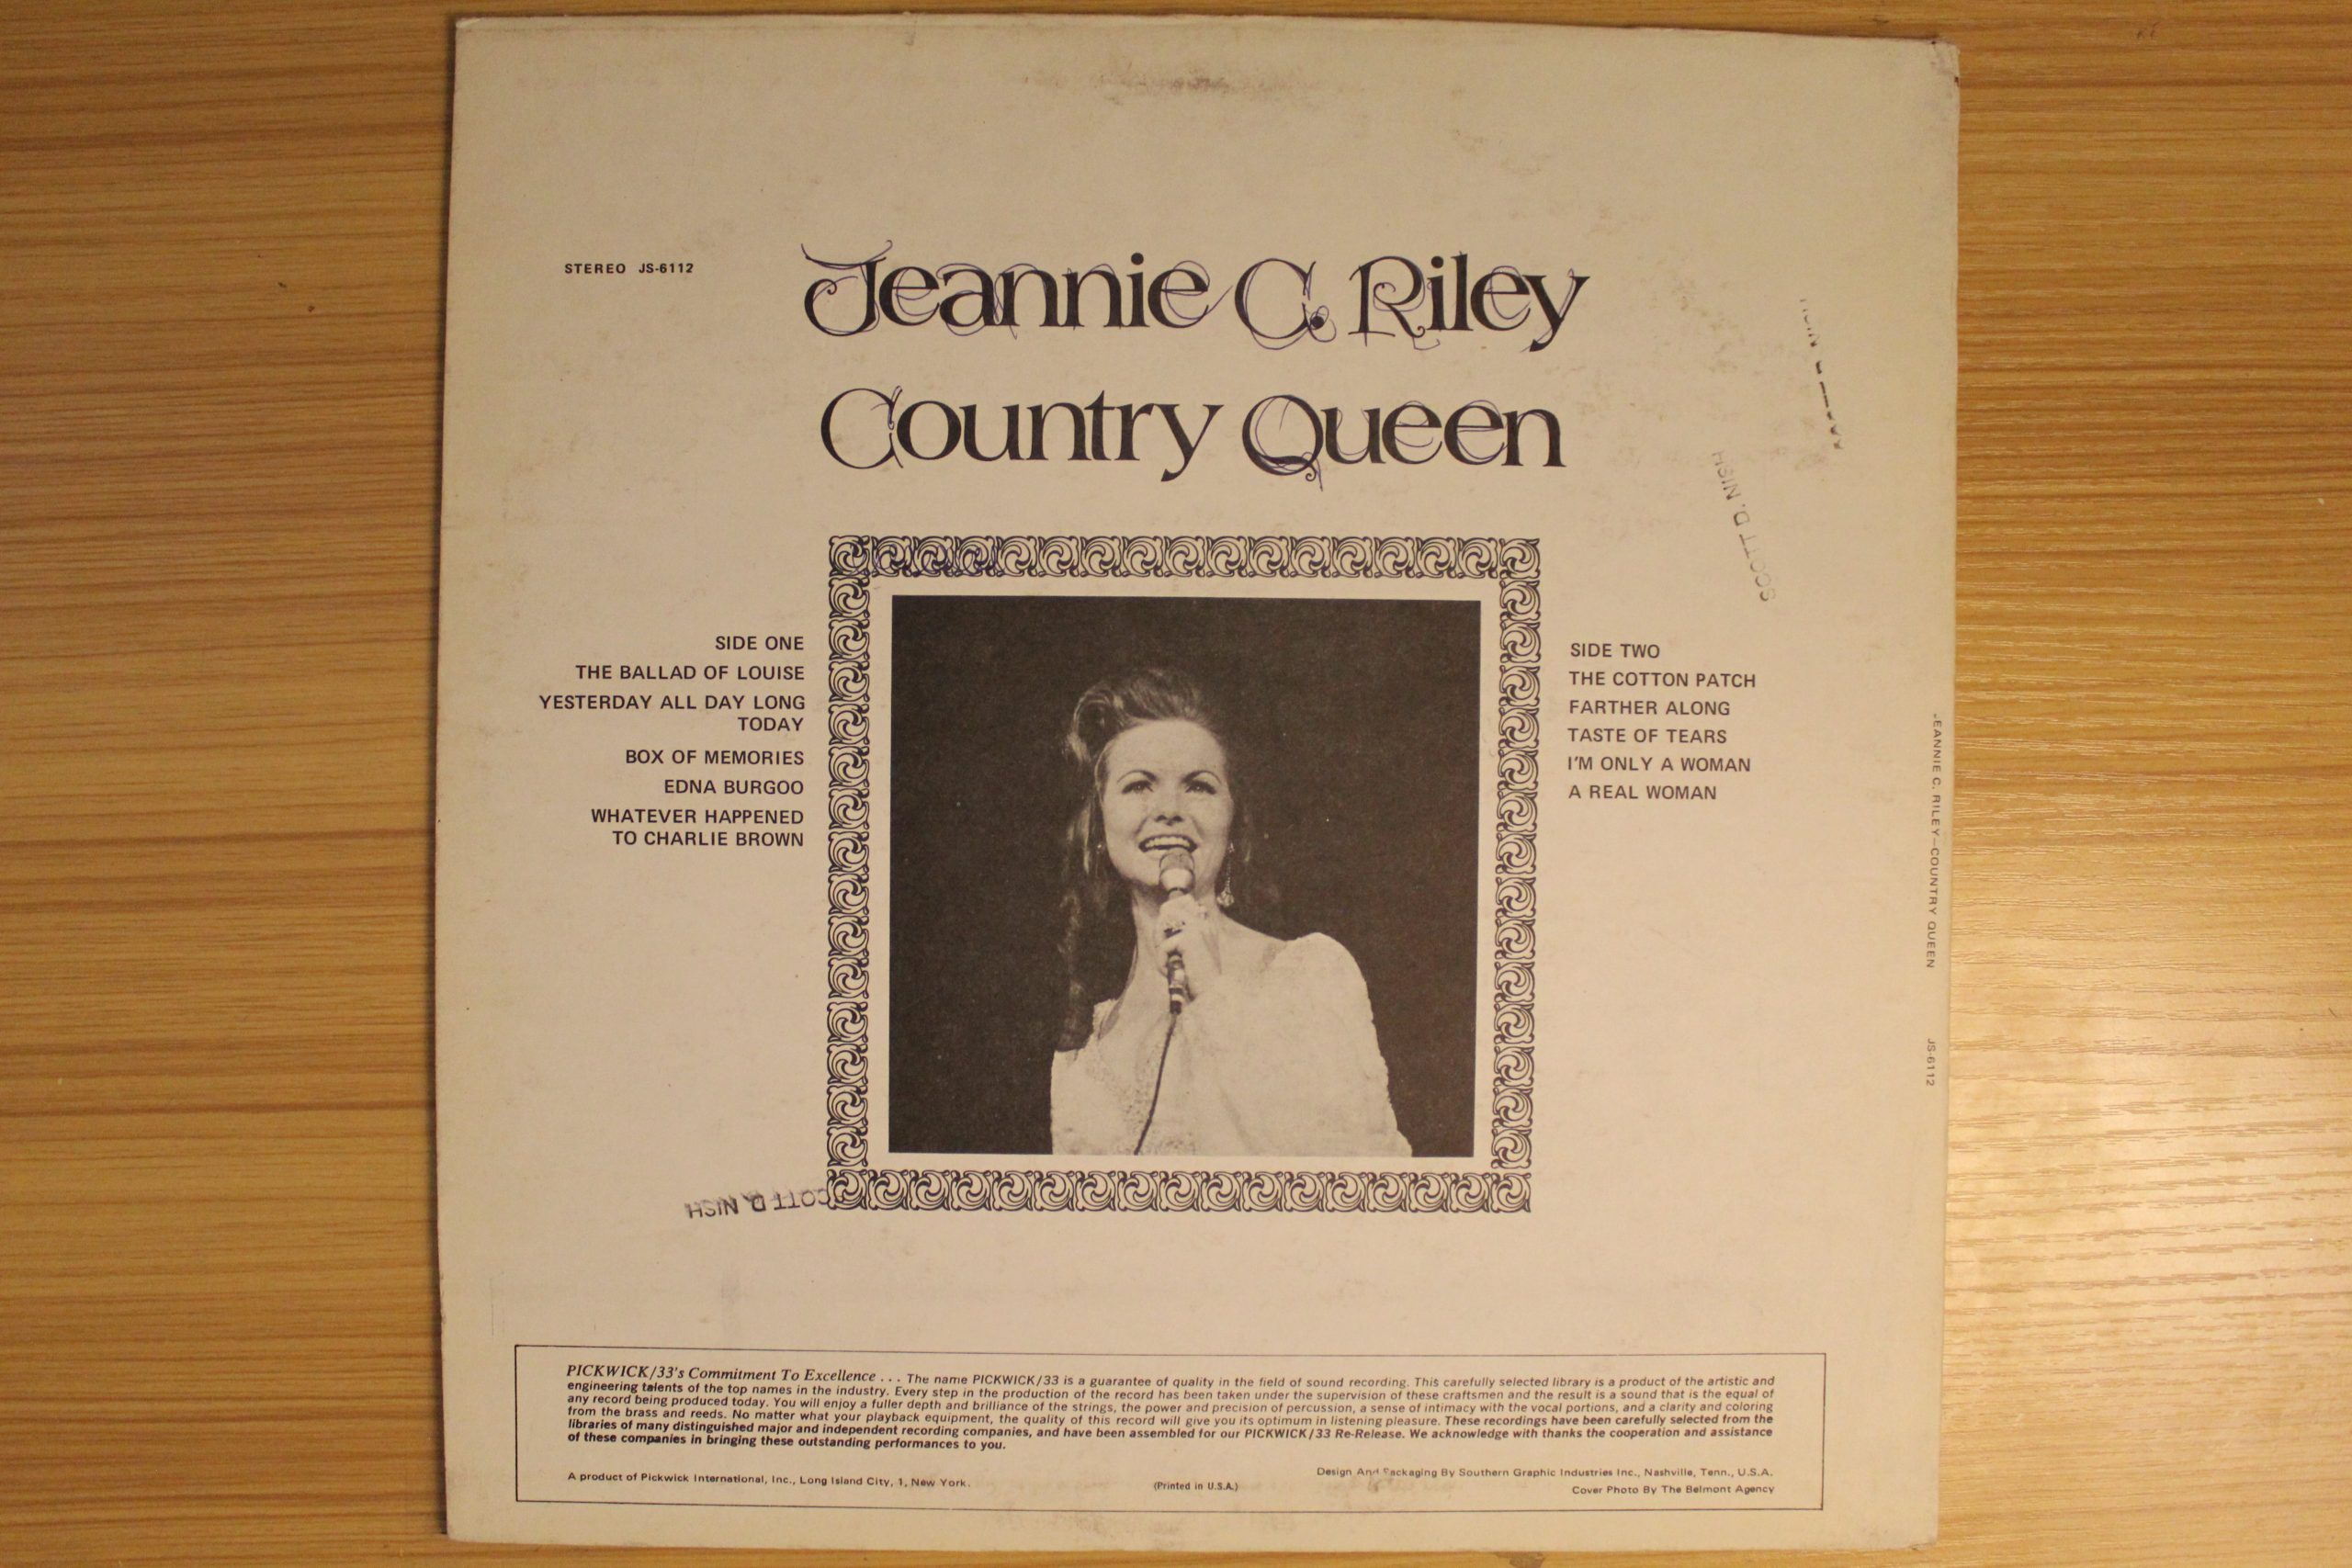 STEREO JS-6112
Jeannie C. Riley
Country Queen
SCOTT D. NISH
SIDE ONE
THE BALLAD OF LOUISE
YESTERDAY ALL DAY LONG
TODAY
BOX OF MEMORIES
EDNA BURGOO
WHATEVER HAPPENED
TO CHARLIE BROWN
SIDE TWO
THE COTTON PATCH
FARTHER ALONG
TASTE OF TEARS
I'M ONLY A WOMAN
A REAL WOMAN
EANNIE C. RILEY—COUNTRY QUEEN JS-6112
COTT D. NISH
PICKWICK/33's Commitment To Excellence . . . The name PICKWICK/33 is a guarantee of quality in the field of sound recording. This carefully selected library is a product of the artistic and
engineering talents of the top names in the industry. Every step in the production of the record has been taken under the supervision of these craftsmen and the result is a sound that is the equal of
any record being produced today. You will enjoy a fuller depth and brilliance of the strings, the power and precision of percussion, a sense of intimacy with the vocal portions, and a clarity and coloring
from the brass and reeds. No matter what your playback equipment, the quality of this record will give you its optimum in listening pleasure. These recordings have been carefully selected from the
libraries of many distinguished major and independent recording companies, and have been assembled for our PICKWICK/33 Re-Release. We acknowledge with thanks the cooperation and assistance
of these companies in bringing these outstanding performances to you.
A product of Pickwick International, Inc., Long Island City, 1, New York.
(Printed in U.S.A.)
Design And Packaging By Southern Graphic Industries Inc., Nashville, Tenn., U.S.A.
Cover Photo By The Belmont Agency